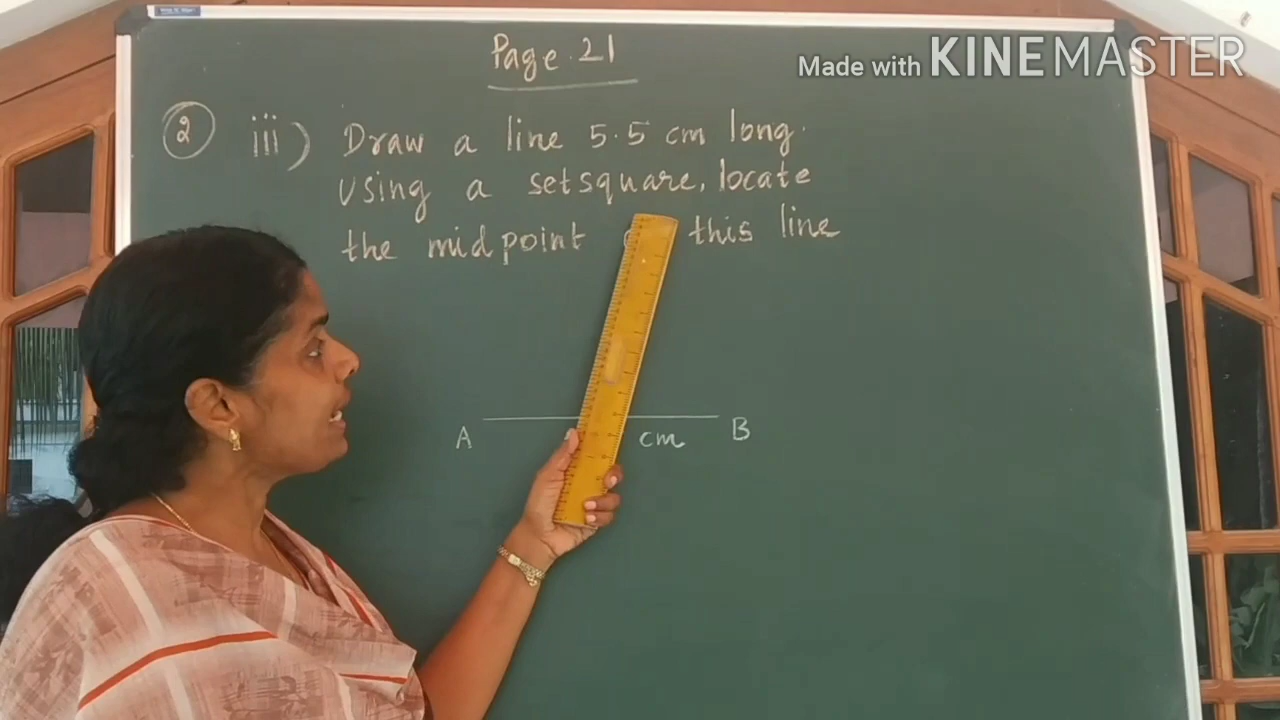 Page. 21
Made with KINEMASTER
2 iii) Draw a line 5.5 cm long.
Using a setsquare, locate
the midpoint this line
A cm B